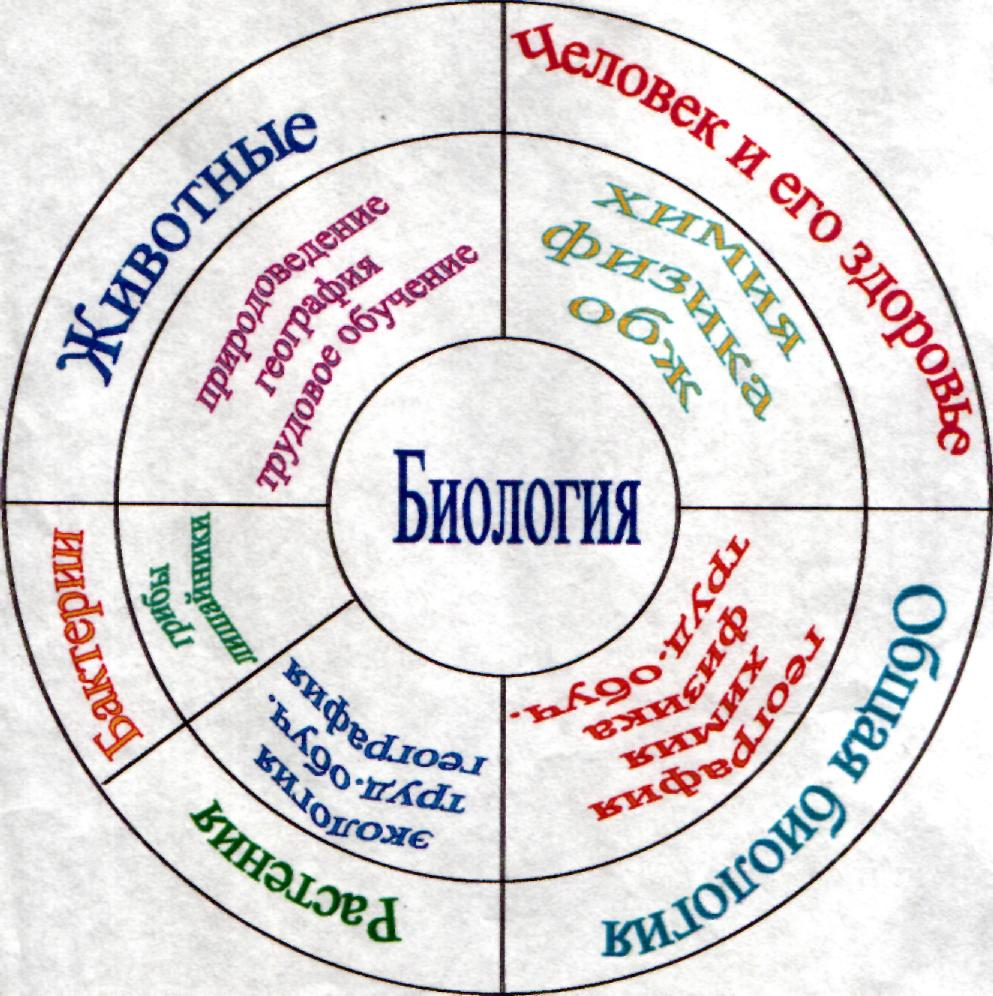 Животные
природоведение
география
трудовое обучение
Человек и его здоровье
химия
физика
обж
Биология
Бактерии
грибы
лишайники
Растения
география
труд. обуч.
экология
Общая биология
труд. обуч.
физика
химия
география